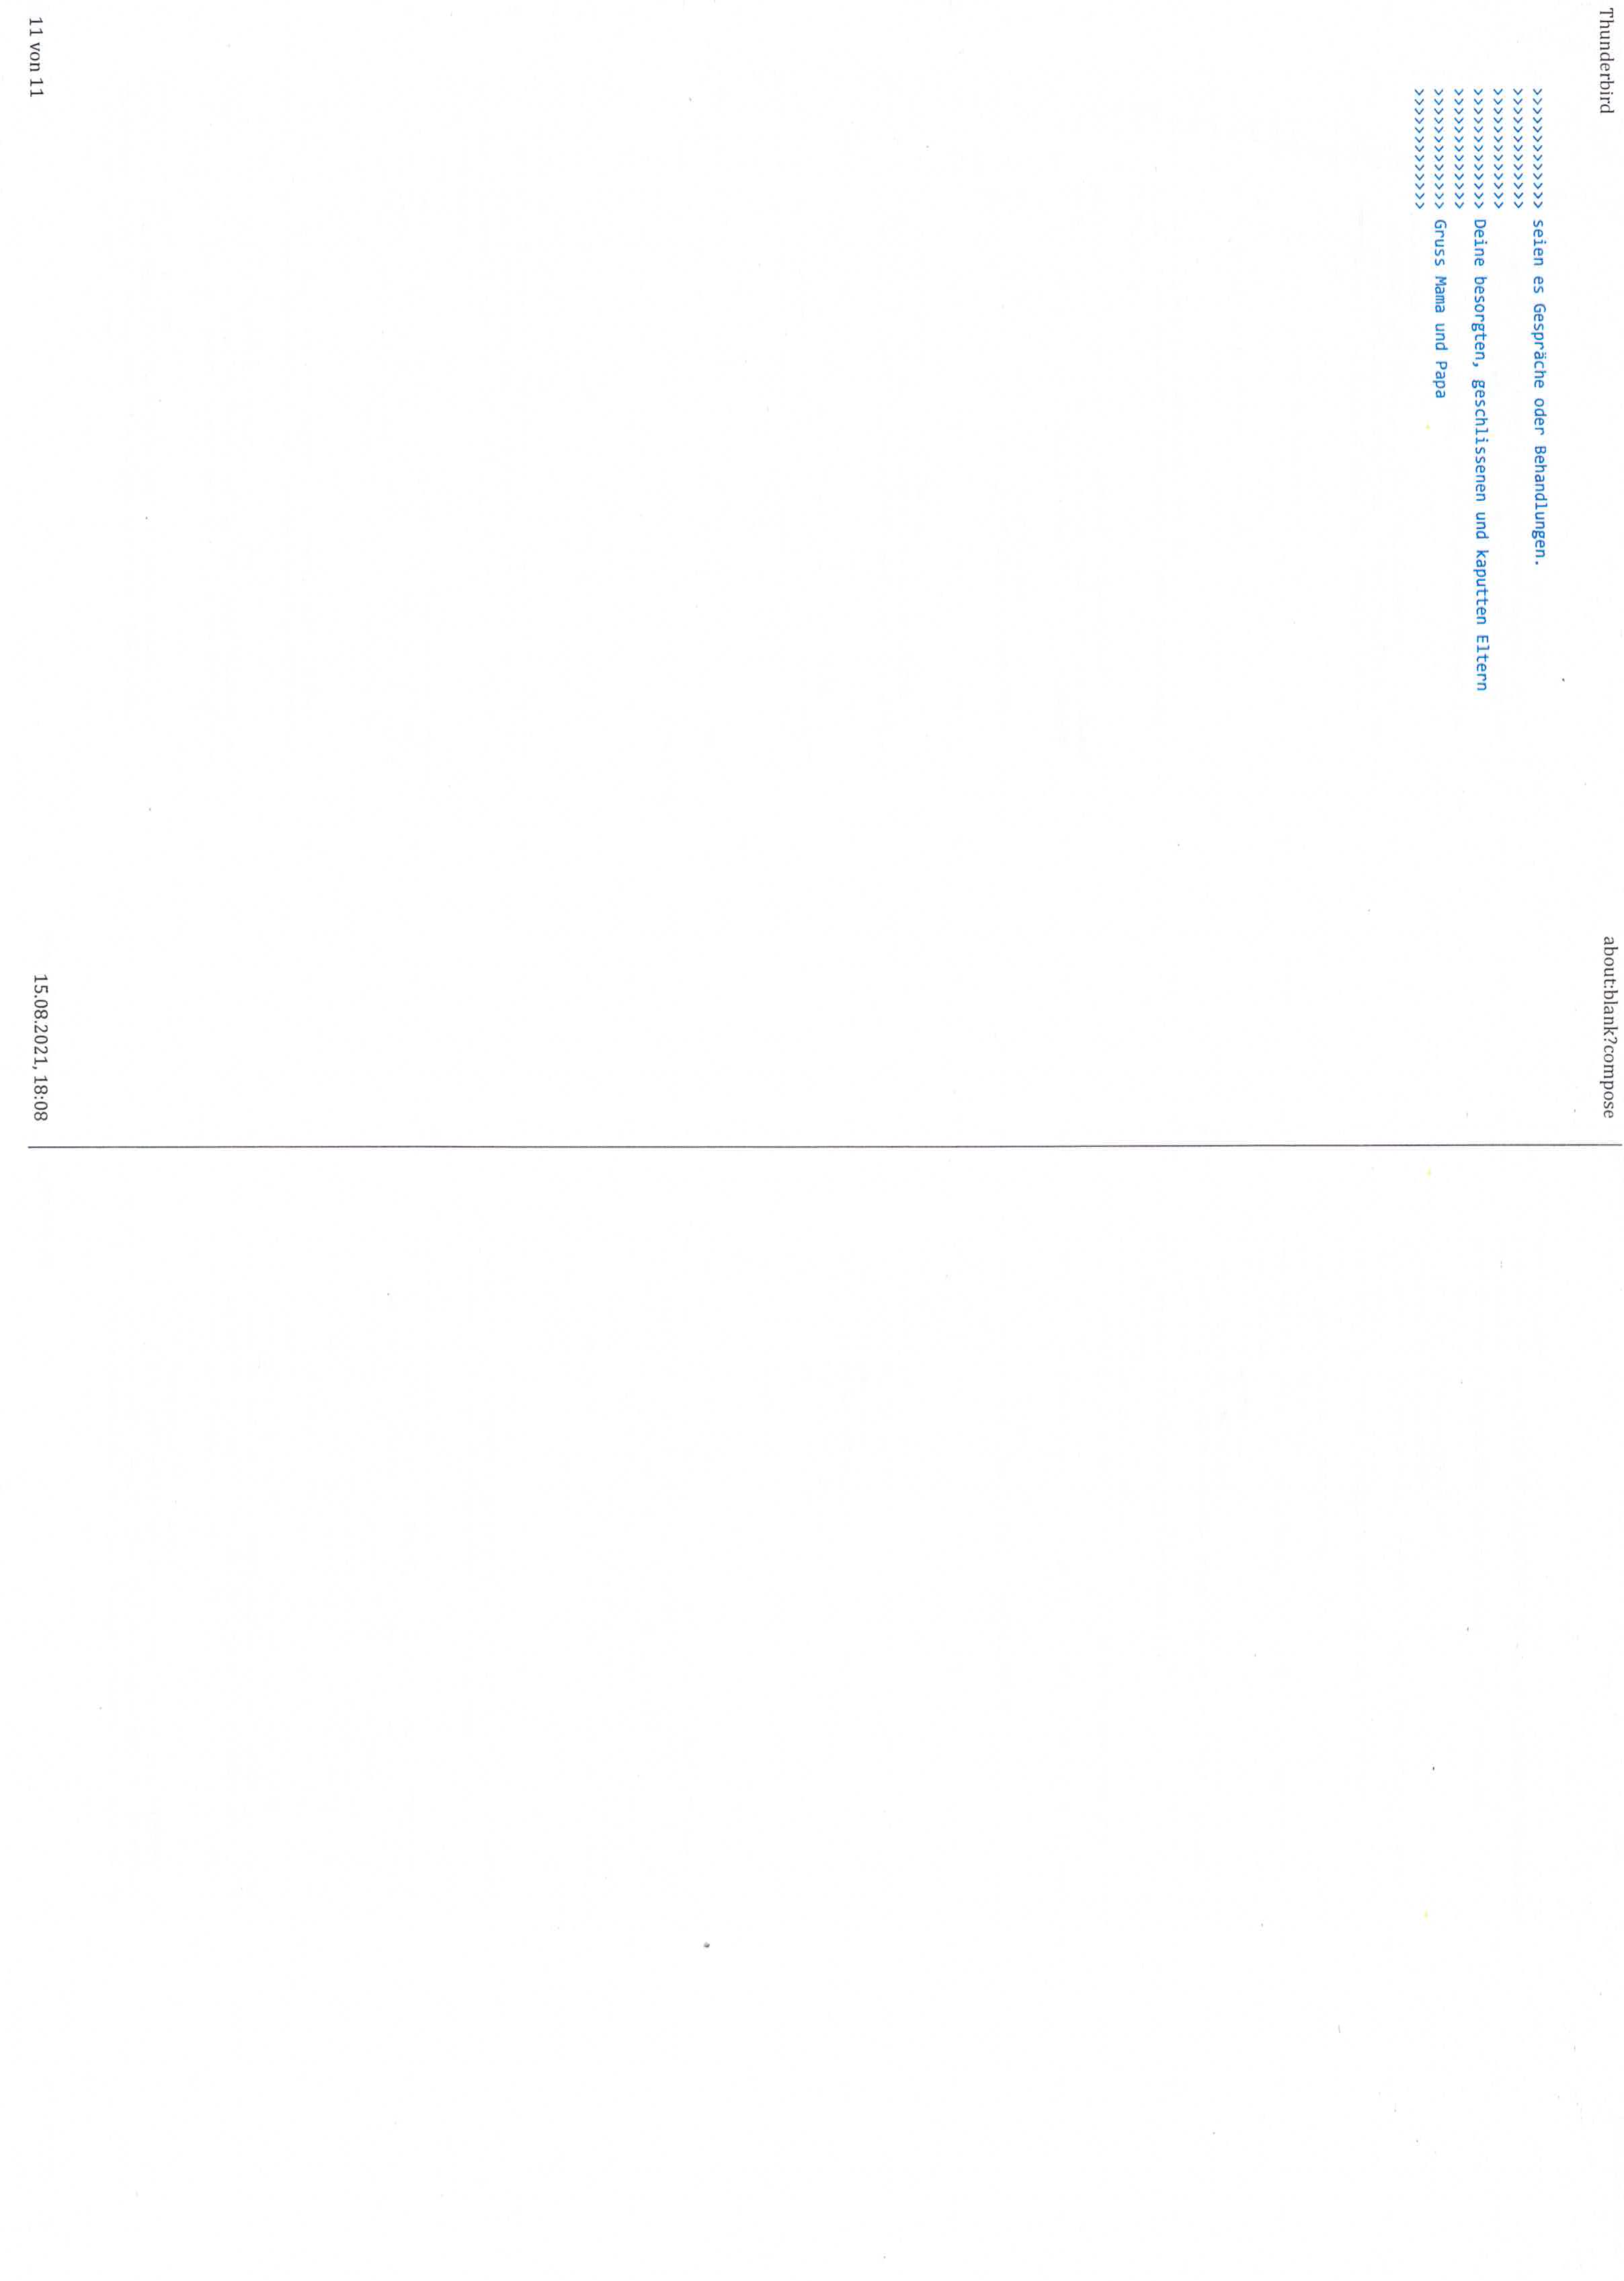 Thunderbird about:blank?compose
>>>>>>>>>>>>> seien es Gespräche oder Behandlungen.
>>>>>>>>>>>>>
>>>>>>>>>>>>>
>>>>>>>>>>>>> Deine besorgten, geschlissenen und kaputten Eltern
>>>>>>>>>>>>>
>>>>>>>>>>>>> Gruss Mama und Papa
>>>>>>>>>>>>>
11 von 11 15.08.2021, 18:08